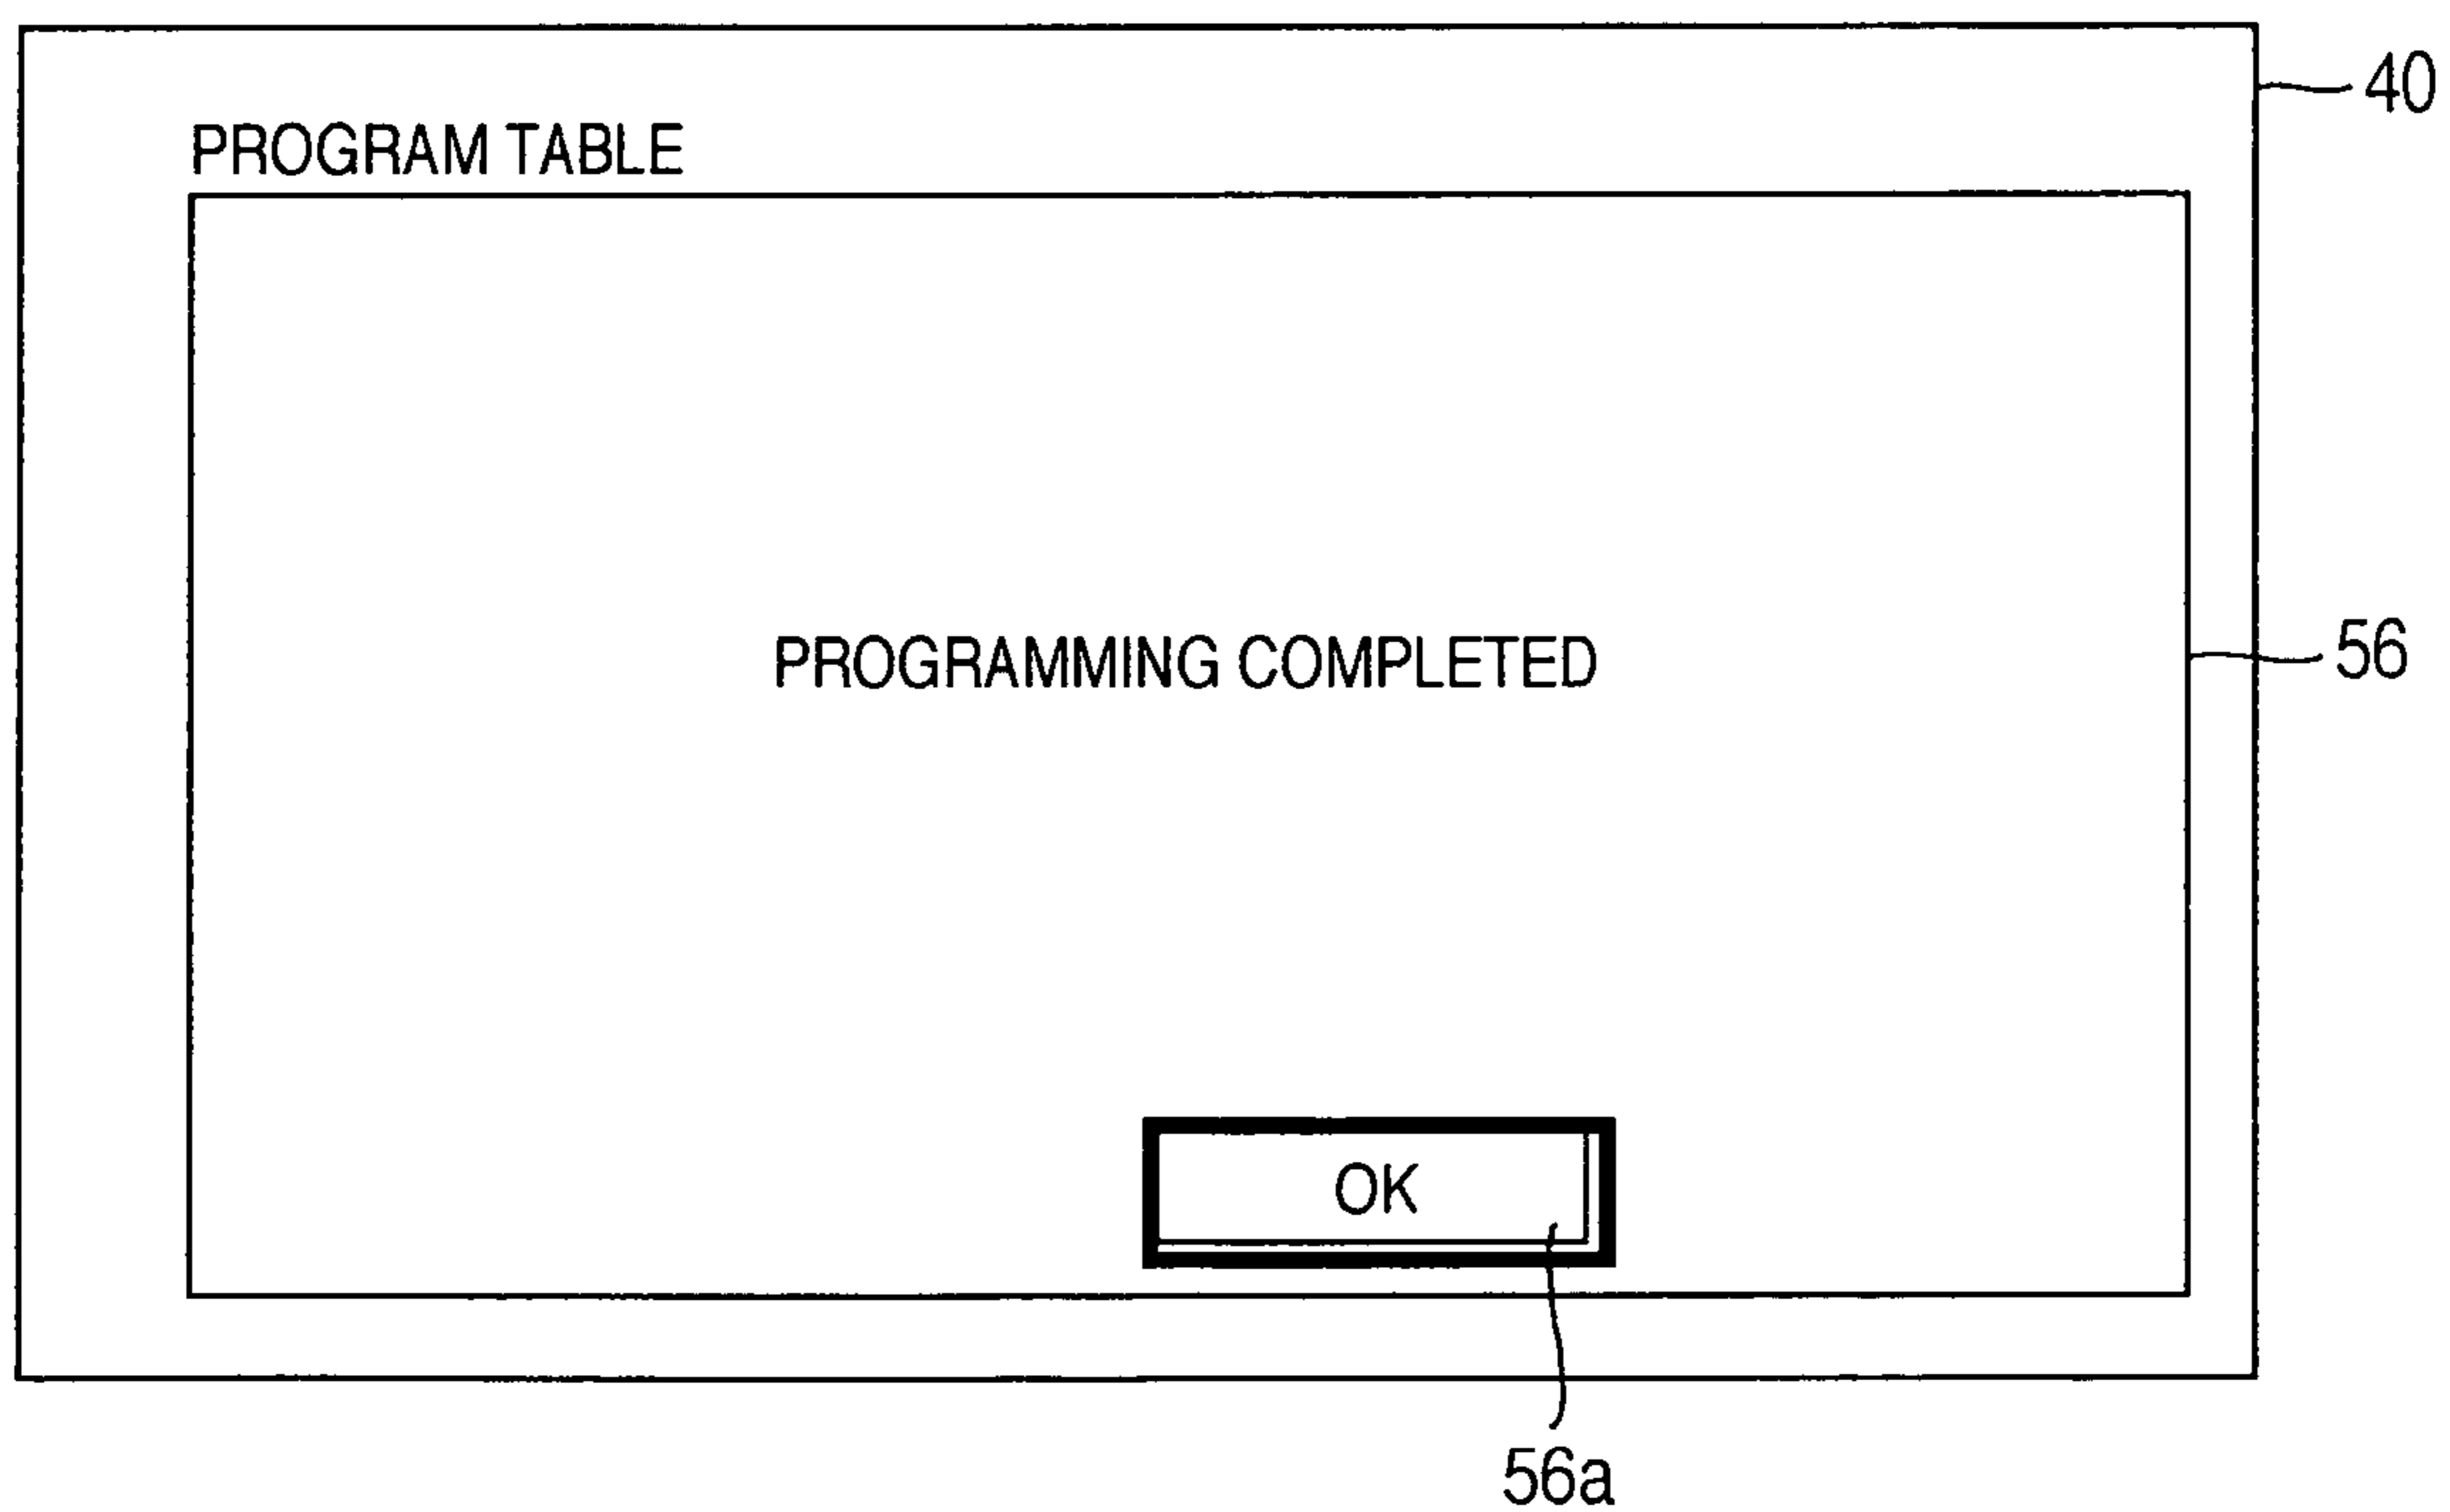 40
PROGRAM TABLE
PROGRAMMING COMPLETED
56
OK
56a